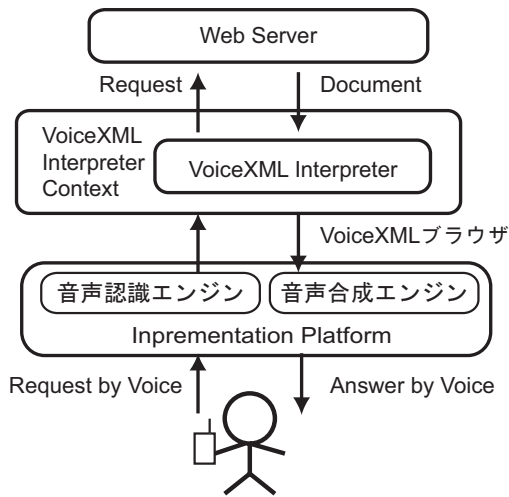 Web Server
Request
Document
VoiceXML
Interpreter
Context
VoiceXML Interpreter
VoiceXMLブラウザ
音声認識エンジン
音声合成エンジン
Inprementation Platform
Request by Voice
Answer by Voice